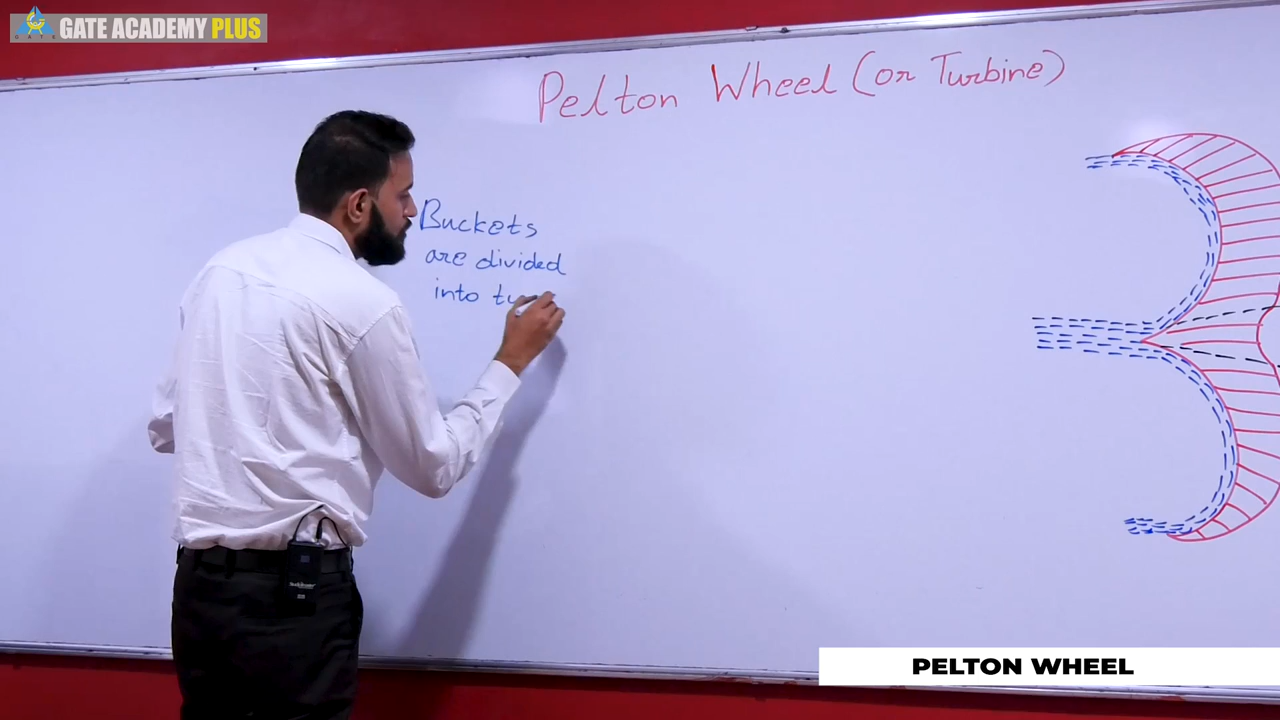 GATE ACADEMY PLUS
Pelton Wheel (or Turbine)
Buckets
are divided
into
PELTON WHEEL